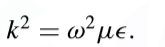 k² = ω²μϵ.